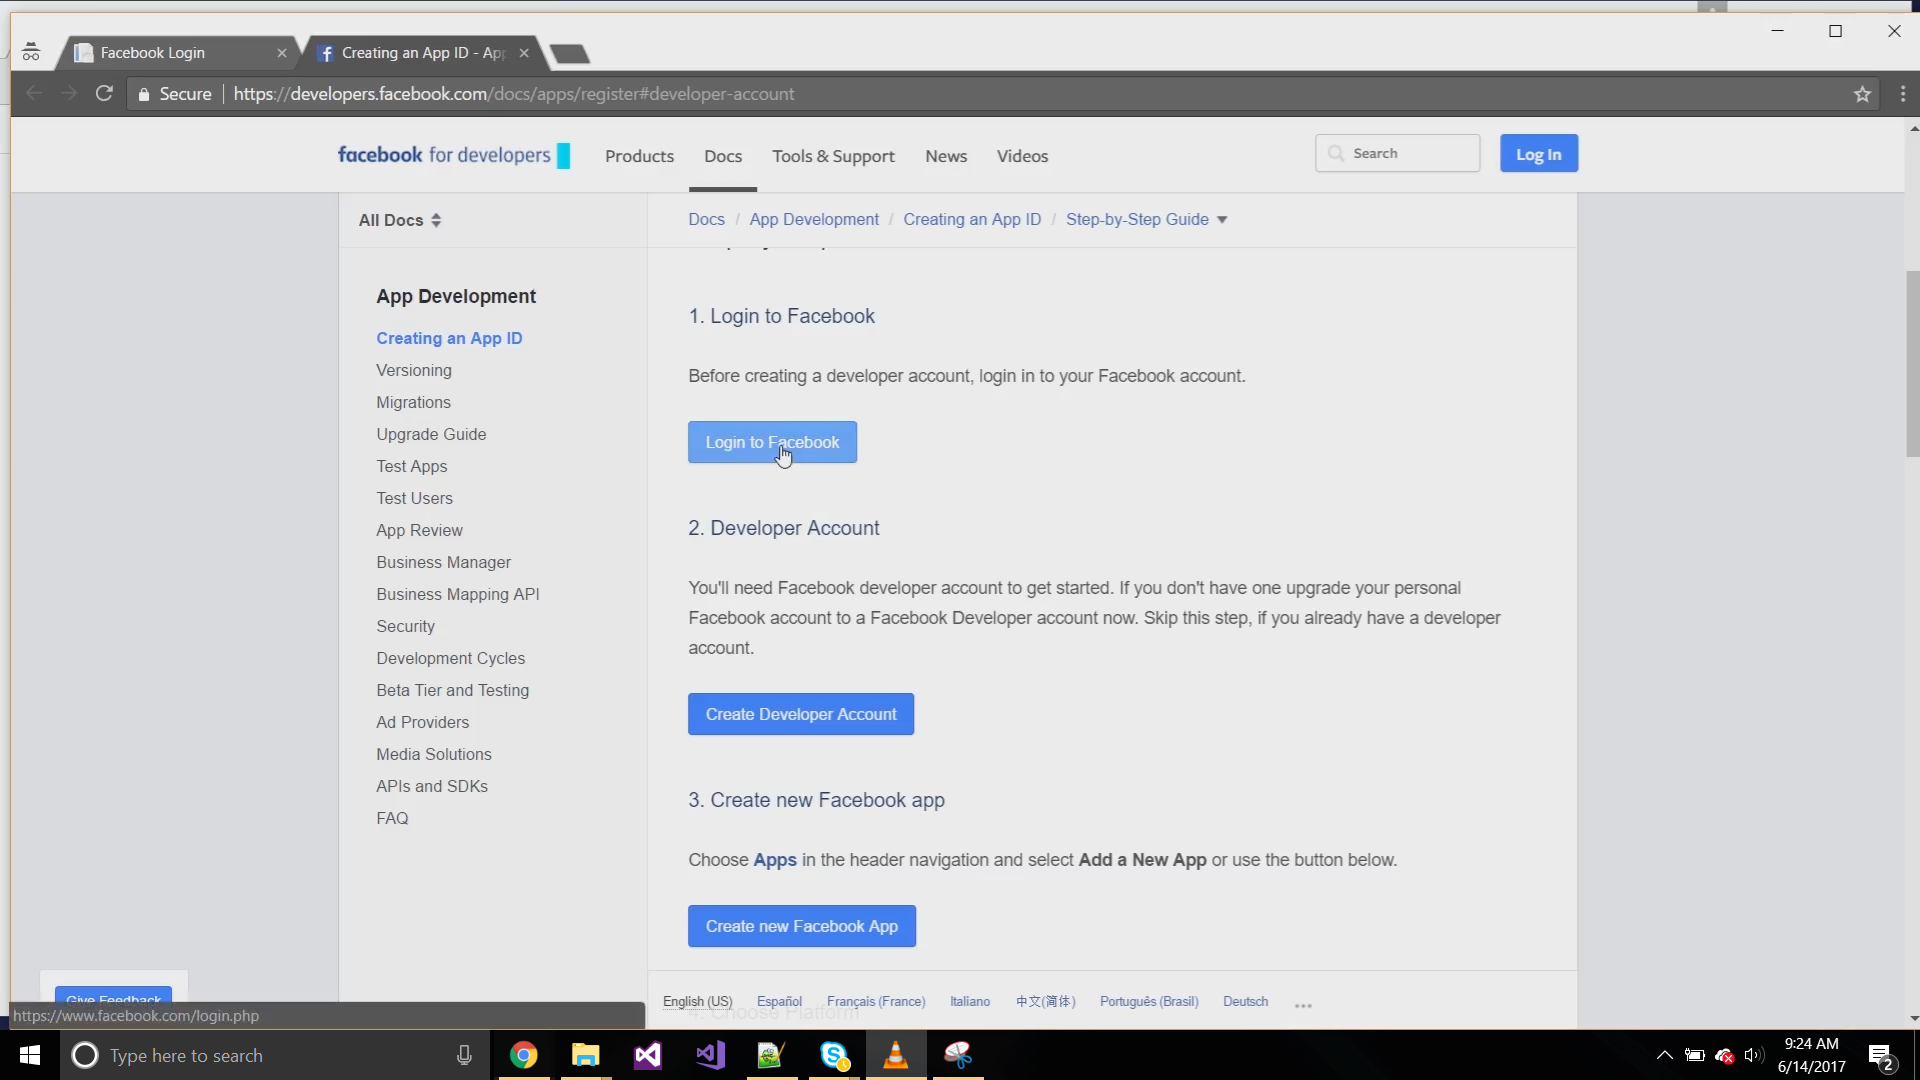 Facebook Login
Creating an App ID - Ap
Secure
https://developers.facebook.com/docs/apps/register#developer-account
facebook for developers
Products
Docs
Tools & Support
News
Videos
Search
Log In
All Docs
Docs / App Development / Creating an App ID / Step-by-Step Guide
App Development
Creating an App ID
Versioning
Migrations
Upgrade Guide
Test Apps
Test Users
App Review
Business Manager
Business Mapping API
Security
Development Cycles
Beta Tier and Testing
Ad Providers
Media Solutions
APIs and SDKs
FAQ
1. Login to Facebook
Before creating a developer account, login in to your Facebook account.
Login to Facebook
2. Developer Account
You'll need Facebook developer account to get started. If you don't have one upgrade your personal
Facebook account to a Facebook Developer account now. Skip this step, if you already have a developer
account.
Create Developer Account
3. Create new Facebook app
Choose Apps in the header navigation and select Add a New App or use the button below.
Create new Facebook App
4. Choose Platform
English (US)
Español
Français (France)
Italiano
中文(简体)
Português (Brasil)
Deutsch
Give Feedback
https://www.facebook.com/login.php
Type here to search
9:24 AM
6/14/2017
2